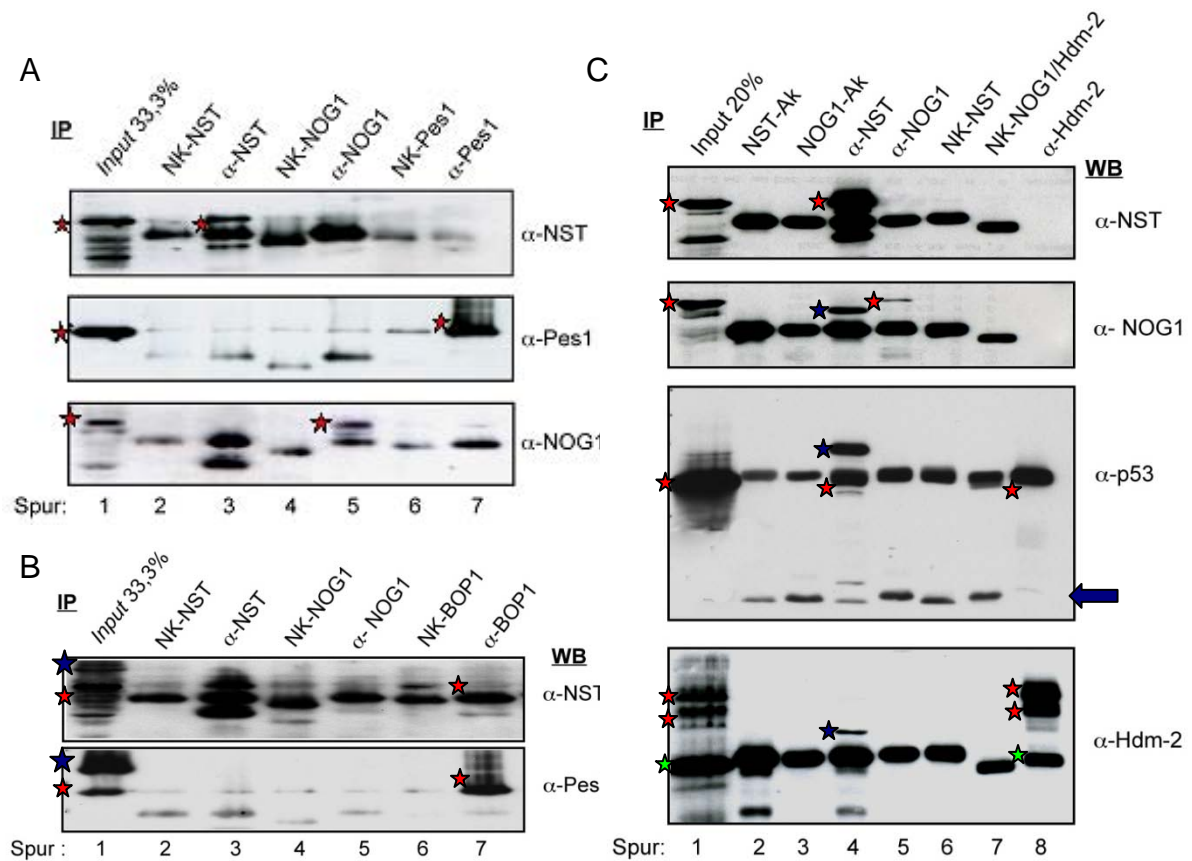 A
IP
Input 33,3%
NK-NST
α-NST
NK-NOG1
α-NOG1
NK-Pes1
α-Pes1
α-NST
α-Pes1
α-NOG1
Spur: 1 2 3 4 5 6 7
B
IP
Input 33,3%
NK-NST
α-NST
NK-NOG1
α- NOG1
NK-BOP1
α-BOP1
WB
α-NST
α-Pes
Spur : 1 2 3 4 5 6 7
C
IP
Input 20%
NST-Ak
NOG1-Ak
α-NST
α-NOG1
NK-NST
NK-NOG1/Hdm-2
α-Hdm-2
WB
α-NST
α- NOG1
α-p53
α-Hdm-2
Spur: 1 2 3 4 5 6 7 8